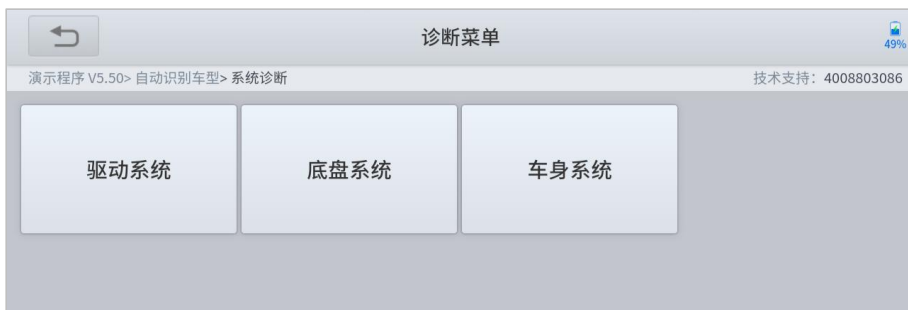 诊断菜单
49%
演示程序 V5.50> 自动识别车型> 系统诊断
技术支持：4008803086
驱动系统
底盘系统
车身系统